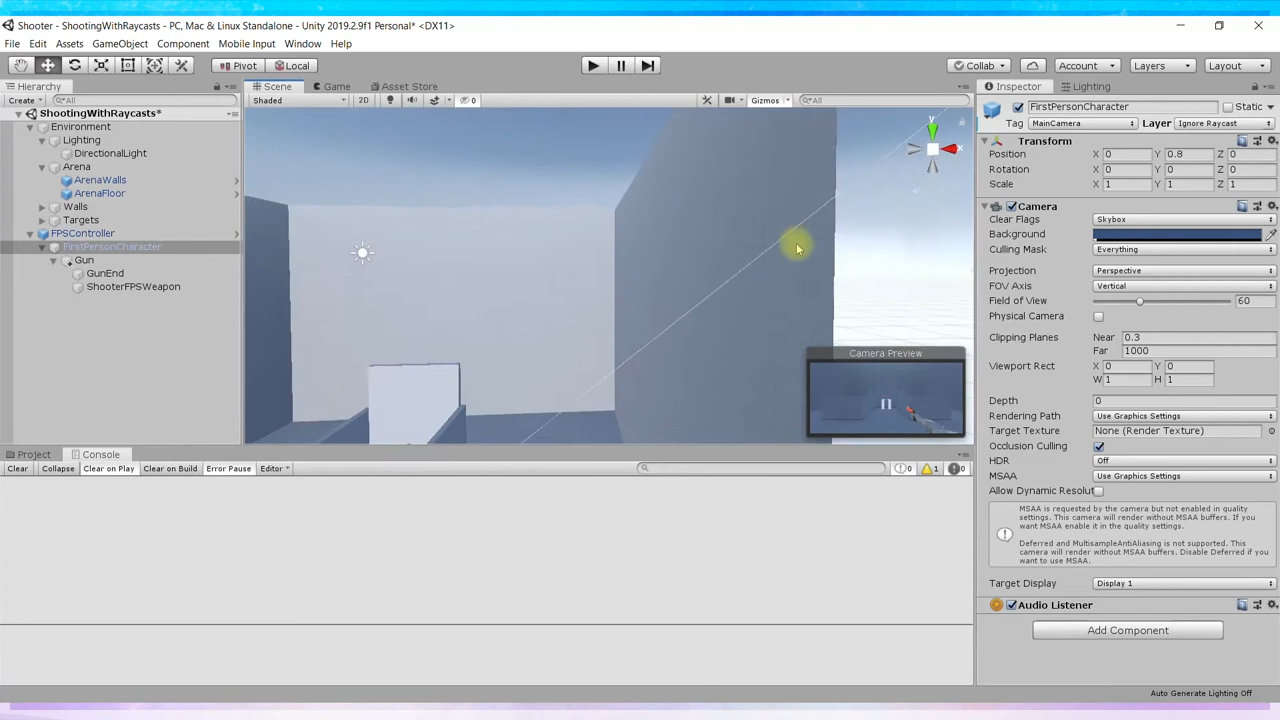 Shooter - ShootingWithRaycasts - PC, Mac & Linux Standalone - Unity 2019.2.9f1 Personal* <DX11>
File Edit Assets GameObject Component Mobile Input Window Help
Pivot Local Collab Account Layers Layout
Hierarchy Scene Game Asset Store Inspector Lighting
Create All Shaded 2D 0 Gizmos All FirstPersonCharacter Static
ShootingWithRaycasts* Tag MainCamera Layer Ignore Raycast
Environment
Lighting Transform
DirectionalLight Position X 0 Y 0.8 Z 0
Arena Rotation X 0 Y 0 Z 0
ArenaWalls Scale X 1 Y 1 Z 1
ArenaFloor
Walls Camera
Targets Clear Flags Skybox
FPSController Background
FirstPersonCharacter Culling Mask Everything
Gun Projection Perspective
GunEnd FOV Axis Vertical
ShooterFPSWeapon Field of View 60
Physical Camera
Clipping Planes Near 0.3
Far 1000
Camera Preview
Viewport Rect X 0 Y 0
W 1 H 1
Depth 0
Rendering Path Use Graphics Settings
Target Texture None (Render Texture)
Occlusion Culling
HDR Off
MSAA Use Graphics Settings
Allow Dynamic Resolut
Project Console
Clear Collapse Clear on Play Clear on Build Error Pause Editor 0 1 0
MSAA is requested by the camera but not enabled in quality
settings. This camera will render without MSAA buffers. If you
want MSAA enable it in the quality settings.
Deferred and MultisampleAntiAliasing is not supported. This
camera will render without MSAA buffers. Disable Deferred if you
want to use MSAA.
Target Display Display 1
Audio Listener
Add Component
Auto Generate Lighting Off
y
x